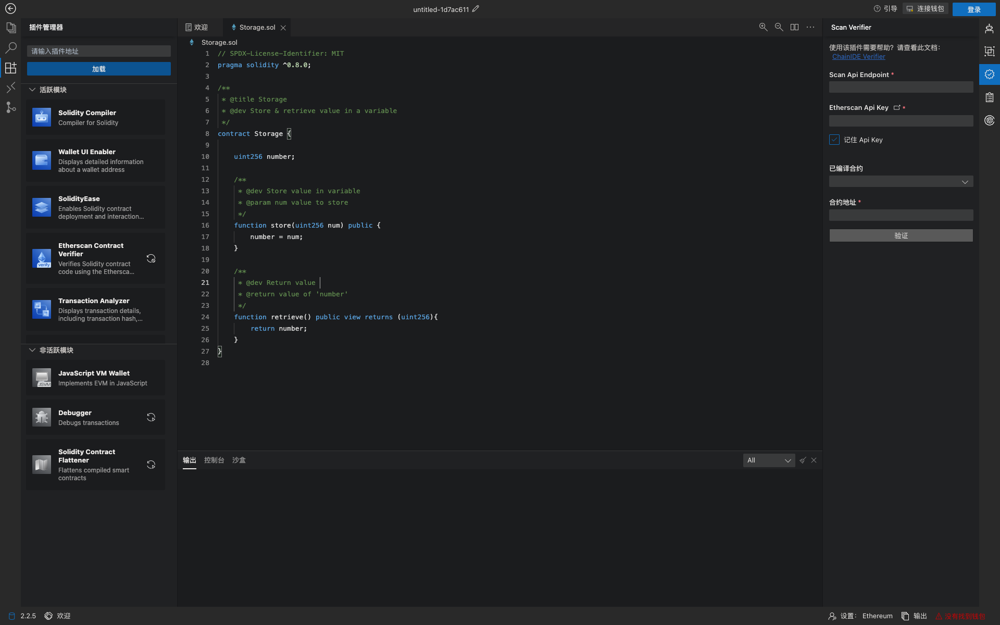 untitled-1d7ac611
引导
连接钱包
登录
插件管理器
请输入插件地址
加载
活跃模块
Solidity Compiler
Compiler for Solidity
Wallet UI Enabler
Displays detailed information
about a wallet address
SolidityEase
Enables Solidity contract
deployment and interaction...
Etherscan Contract
Verifier
Verifies Solidity contract
code using the Ethersca...
verify
Transaction Analyzer
Displays transaction details,
including transaction hash,...
非活跃模块
JavaScript VM Wallet
Implements EVM in JavaScript
JSVM
Debugger
Debugs transactions
Solidity Contract
Flattener
Flattens compiled smart
contracts
欢迎
Storage.sol
Storage.sol
1 // SPDX-License-Identifier: MIT
2 pragma solidity ^0.8.0;
3
4 /**
5  * @title Storage
6  * @dev Store & retrieve value in a variable
7  */
8 contract Storage {
9
10     uint256 number;
11
12     /**
13      * @dev Store value in variable
14      * @param num value to store
15      */
16     function store(uint256 num) public {
17         number = num;
18     }
19
20     /**
21      * @dev Return value
22      * @return value of 'number'
23      */
24     function retrieve() public view returns (uint256){
25         return number;
26     }
27 }
28
输出 控制台 沙盒
All
Scan Verifier
使用该插件需要帮助？请查看此文档：
ChainIDE Verifier
Scan Api Endpoint *
Etherscan Api Key *
记住 Api Key
已编译合约
合约地址 *
验证
2.2.5
欢迎
设置： Ethereum
输出
没有找到钱包